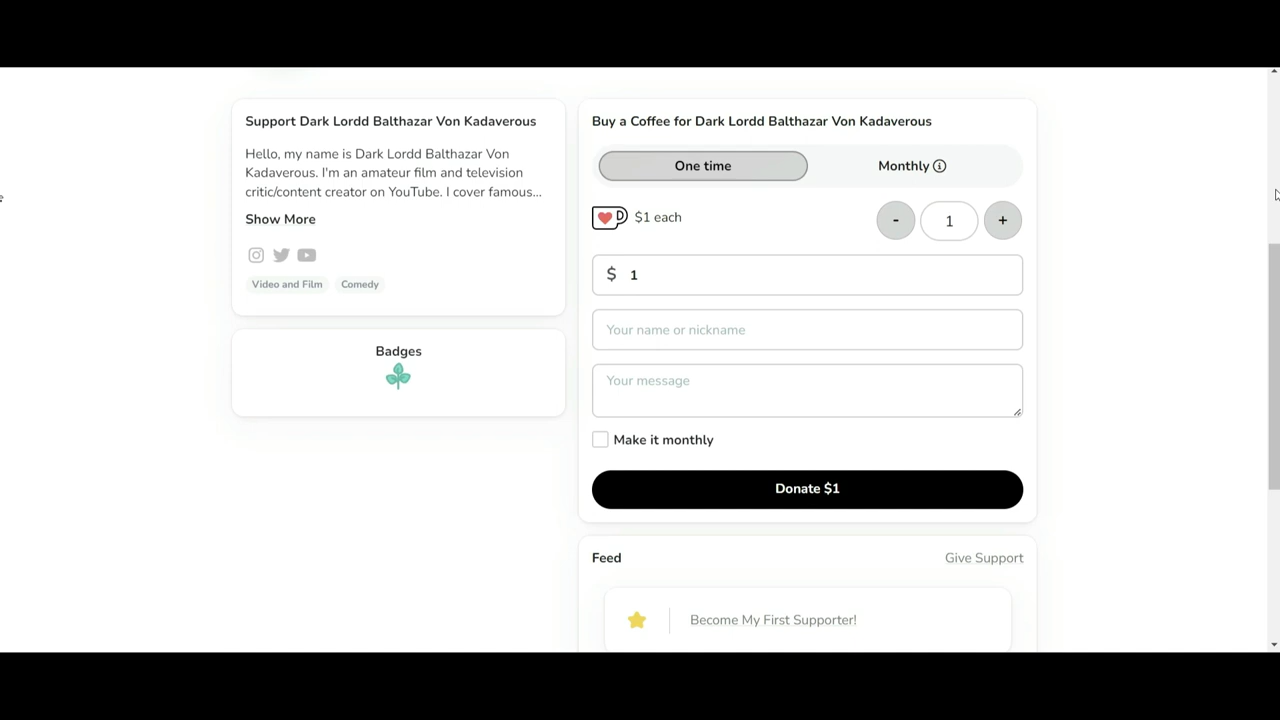 Support Dark Lordd Balthazar Von Kadaverous
Hello, my name is Dark Lordd Balthazar Von
Kadaverous. I'm an amateur film and television
critic/content creator on YouTube. I cover famous...
Show More
Video and Film
Comedy
Badges
Buy a Coffee for Dark Lordd Balthazar Von Kadaverous
One time
Monthly
D $1 each
- 1 +
$ 1
Your name or nickname
Your message
Make it monthly
Donate $1
Feed
Give Support
Become My First Supporter!